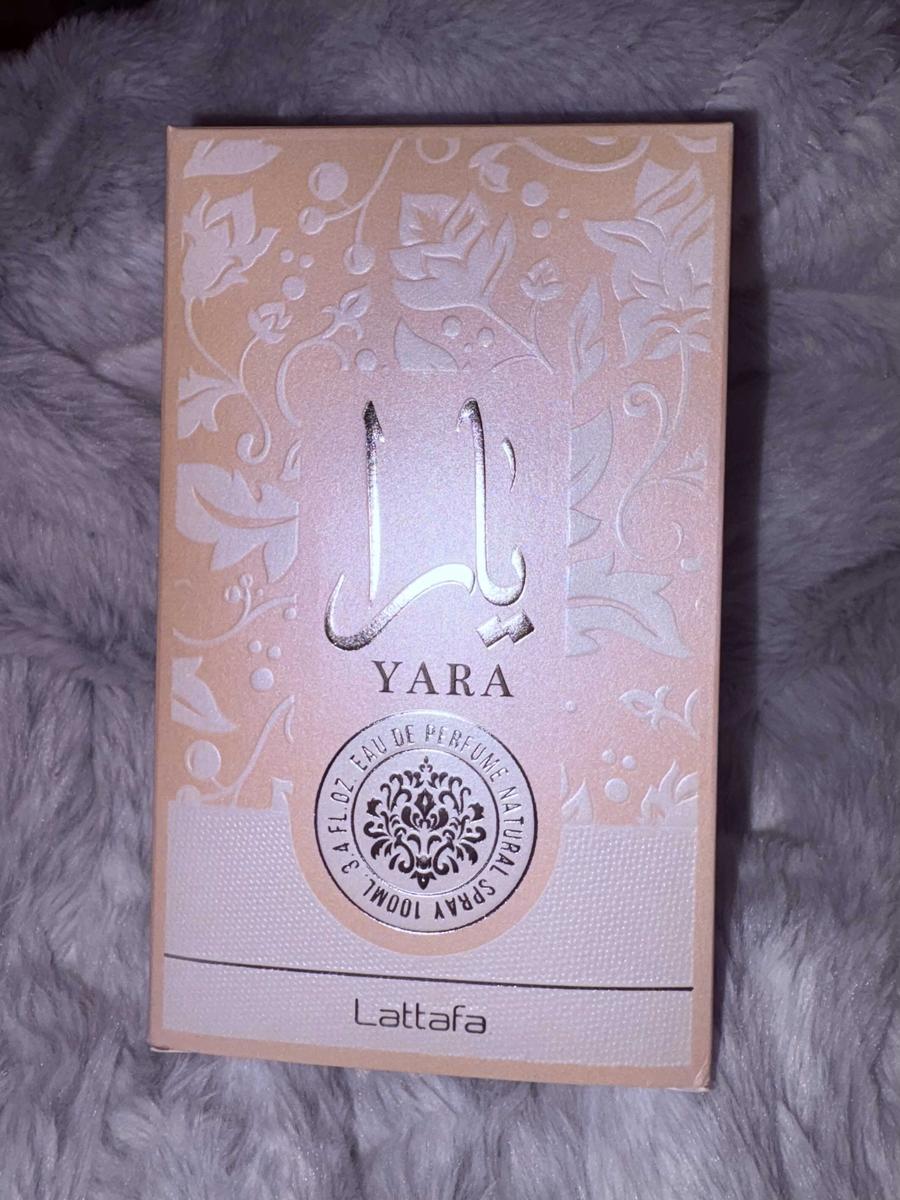 يارا
YARA
EAU DE PERFUME NATURAL SPRAY 100ML. 3.4 FL.OZ.
Lattafa